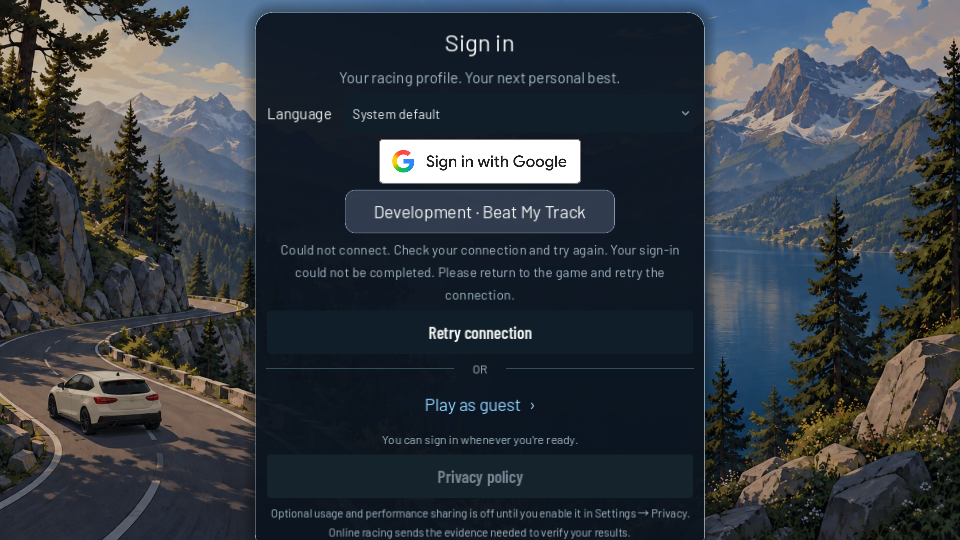 Sign in
Your racing profile. Your next personal best.
Language System default
Sign in with Google
Development · Beat My Track
Could not connect. Check your connection and try again. Your sign-in
could not be completed. Please return to the game and retry the
connection.
Retry connection
OR
Play as guest ›
You can sign in whenever you're ready.
Privacy policy
Optional usage and performance sharing is off until you enable it in Settings → Privacy.
Online racing sends the evidence needed to verify your results.